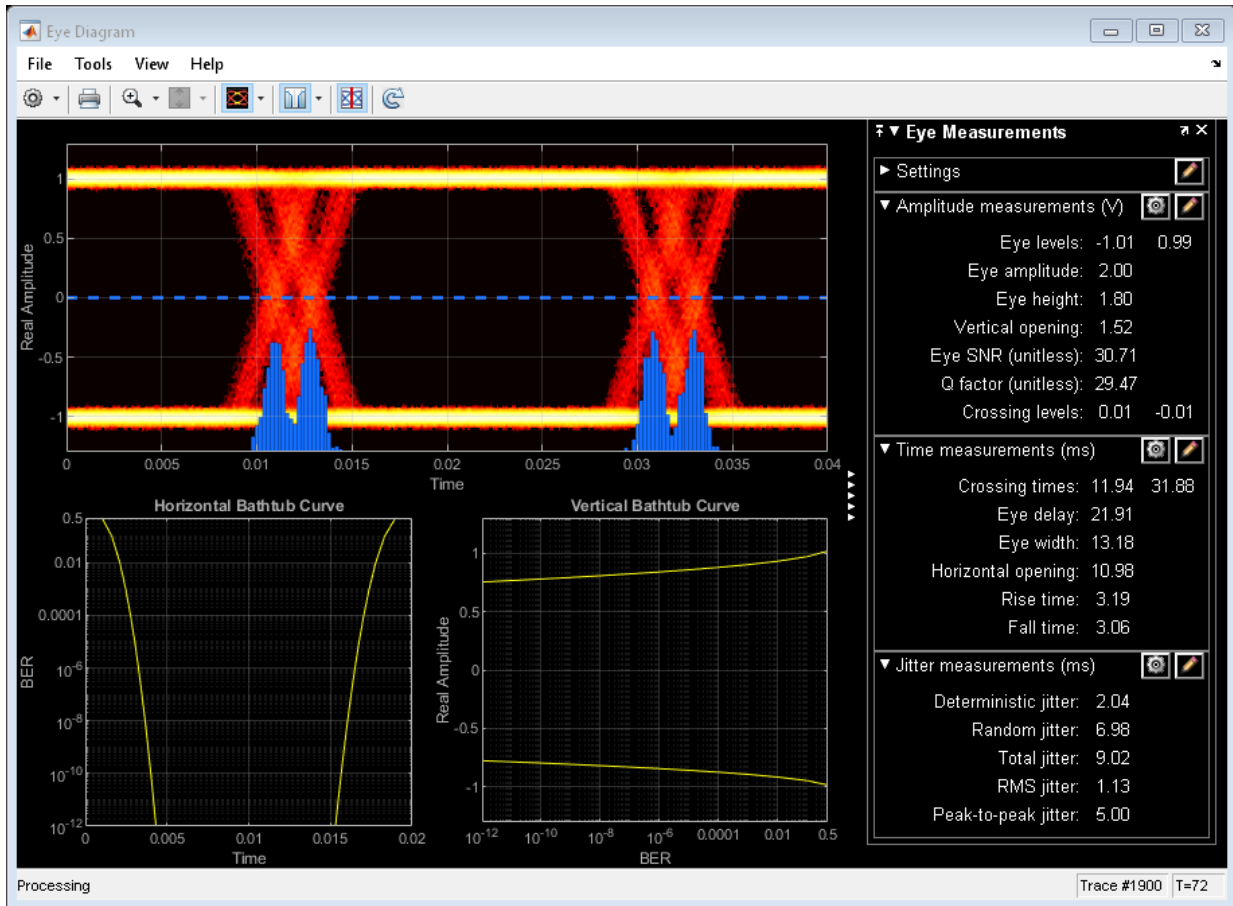 Eye Diagram
File Tools View Help
1
0.5
0
-0.5
-1
Real Amplitude
0 0.005 0.01 0.015 0.02 0.025 0.03 0.035 0.04
Time
Horizontal Bathtub Curve
0.5
0.01
0.0001
10-6
10-8
10-10
10-12
BER
0 0.005 0.01 0.015 0.02
Time
Vertical Bathtub Curve
1
0.5
0
-0.5
-1
Real Amplitude
10-12 10-10 10-8 10-6 0.0001 0.01 0.5
BER
Eye Measurements
Settings
Amplitude measurements (V)
Eye levels: -1.01 0.99
Eye amplitude: 2.00
Eye height: 1.80
Vertical opening: 1.52
Eye SNR (unitless): 30.71
Q factor (unitless): 29.47
Crossing levels: 0.01 -0.01
Time measurements (ms)
Crossing times: 11.94 31.88
Eye delay: 21.91
Eye width: 13.18
Horizontal opening: 10.98
Rise time: 3.19
Fall time: 3.06
Jitter measurements (ms)
Deterministic jitter: 2.04
Random jitter: 6.98
Total jitter: 9.02
RMS jitter: 1.13
Peak-to-peak jitter: 5.00
Processing
Trace #1900 T=72